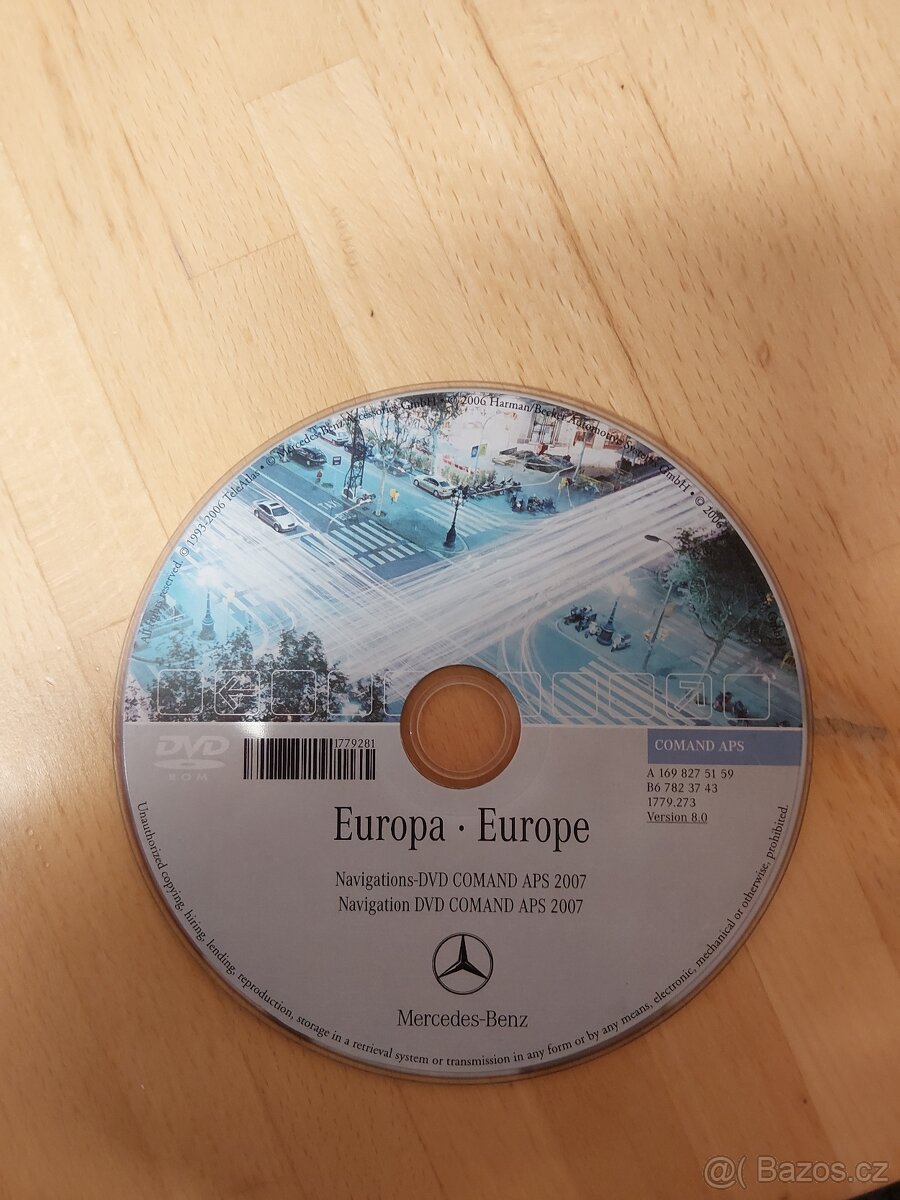 All rights reserved. © 1993-2006 TeleAtlas • © Mercedes-Benz Accessories GmbH • © 2006 Harman/Becker Automotive Systems GmbH • © 2006
DVD
ROM
1779281
COMAND APS
A 169 827 51 59
B6 782 37 43
1779.273
Version 8.0
Europa · Europe
Navigations-DVD COMAND APS 2007
Navigation DVD COMAND APS 2007
Mercedes-Benz
Unauthorized copying, hiring, lending, reproduction, storage in a retrieval system or transmission in any form or by any means, electronic, mechanical or otherwise, prohibited.
@( Bazos.cz